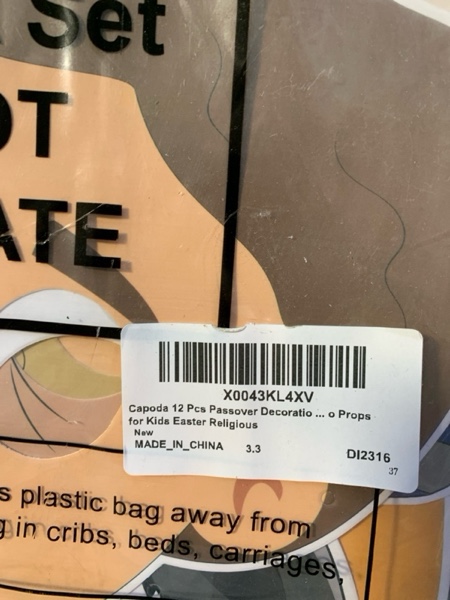 Set
OT
ATE
X0043KL4XV
Capoda 12 Pcs Passover Decoratio ... o Props
for Kids Easter Religious
New
MADE_IN_CHINA 3.3 DI2316
37
s plastic bag away from
g in cribs, beds, carriages,